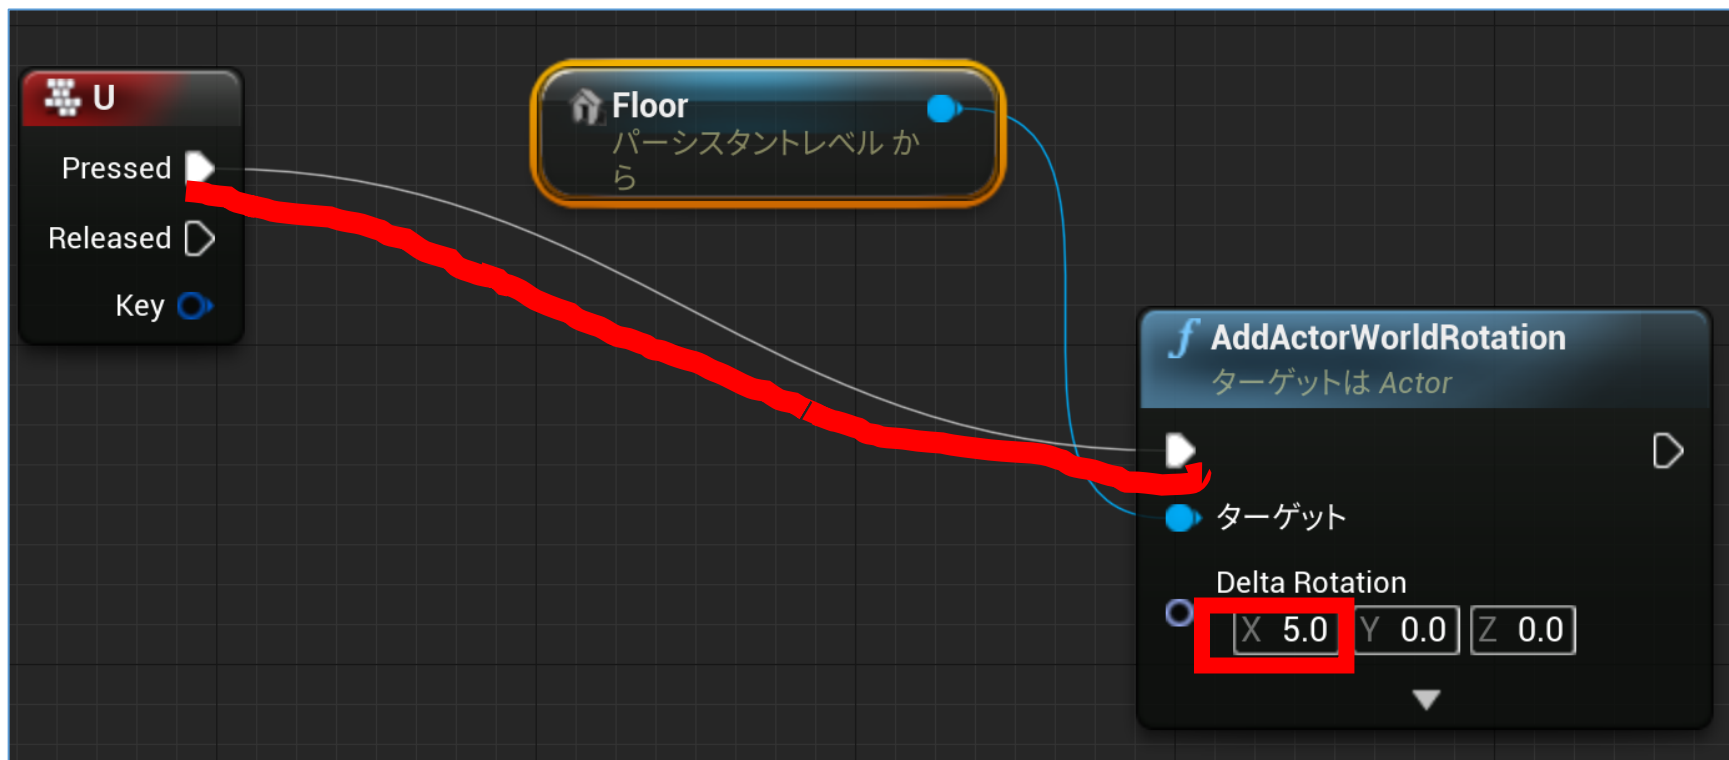 U
Pressed
Released
Key
Floor
パーシスタントレベル か
ら
AddActorWorldRotation
ターゲットは Actor
ターゲット
Delta Rotation
X 5.0 Y 0.0 Z 0.0